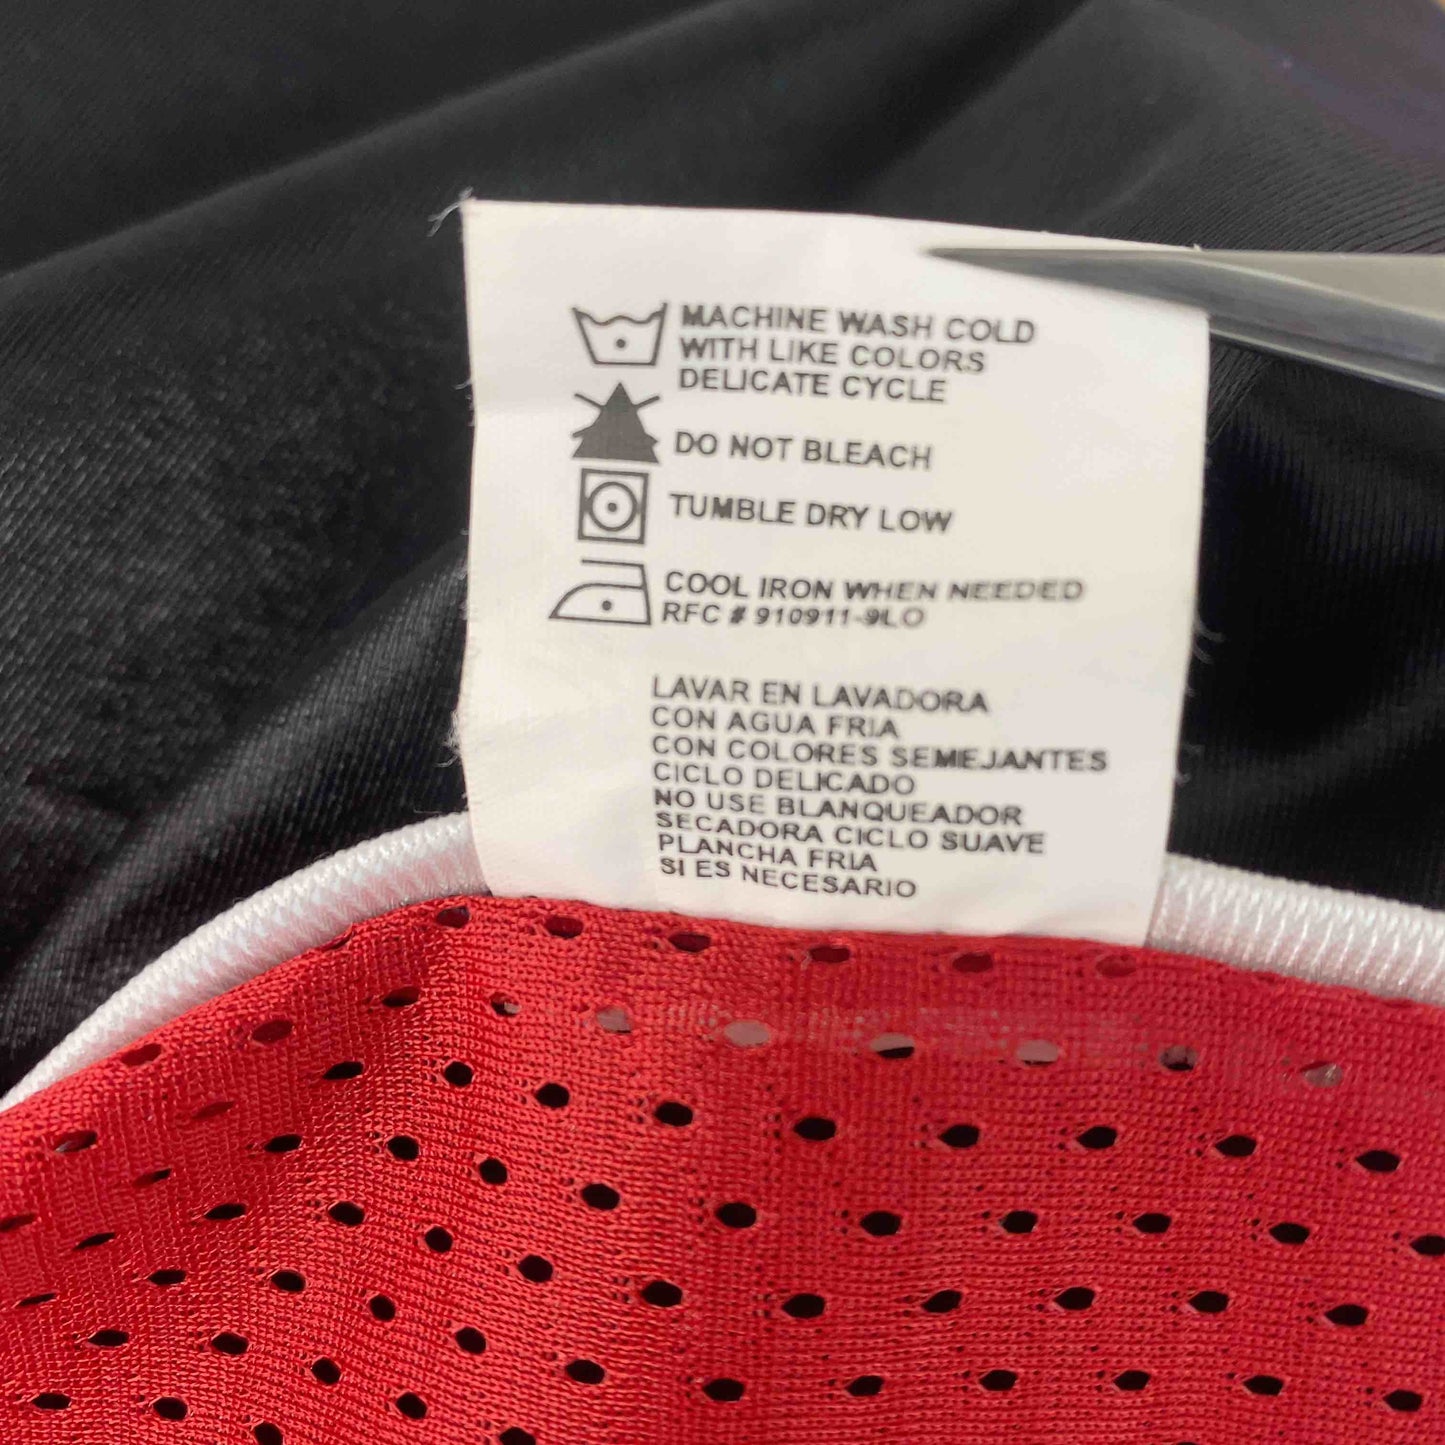 MACHINE WASH COLD
WITH LIKE COLORS
DELICATE CYCLE
DO NOT BLEACH
TUMBLE DRY LOW
COOL IRON WHEN NEEDED
RFC # 910911-9LO
LAVAR EN LAVADORA
CON AGUA FRIA
CON COLORES SEMEJANTES
CICLO DELICADO
NO USE BLANQUEADOR
SECADORA CICLO SUAVE
PLANCHA FRIA
SI ES NECESARIO